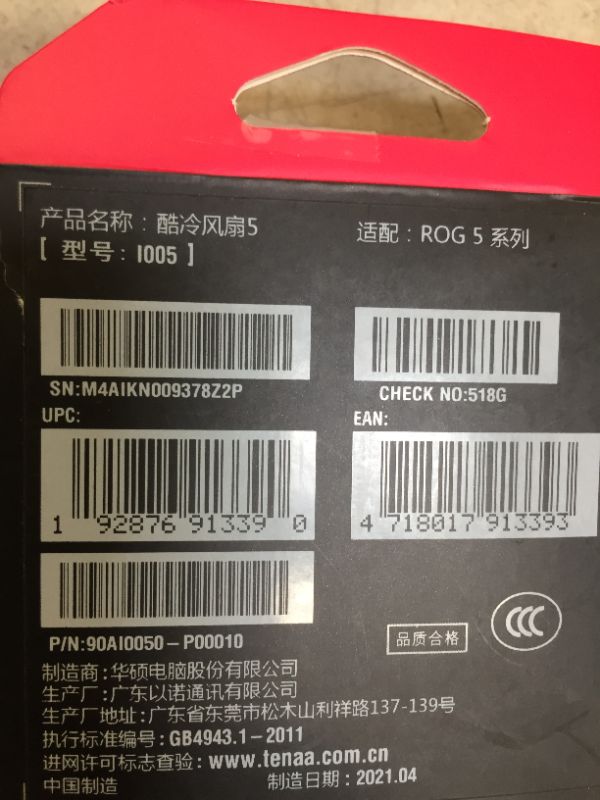 产品名称：酷冷风扇5
适配：ROG 5 系列
[ 型号：I005 ]
SN:M4AIKN009378Z2P
CHECK NO:518G
UPC:
EAN:
1 92876 91339 0
4 718017 913393
P/N:90AI0050-P00010
品质合格
CCC
制造商：华硕电脑股份有限公司
生产厂：广东以诺通讯有限公司
生产厂地址：广东省东莞市松木山利祥路137-139号
执行标准编号：GB4943.1-2011
进网许可标志查验：www.tenaa.com.cn
中国制造
制造日期：2021.04